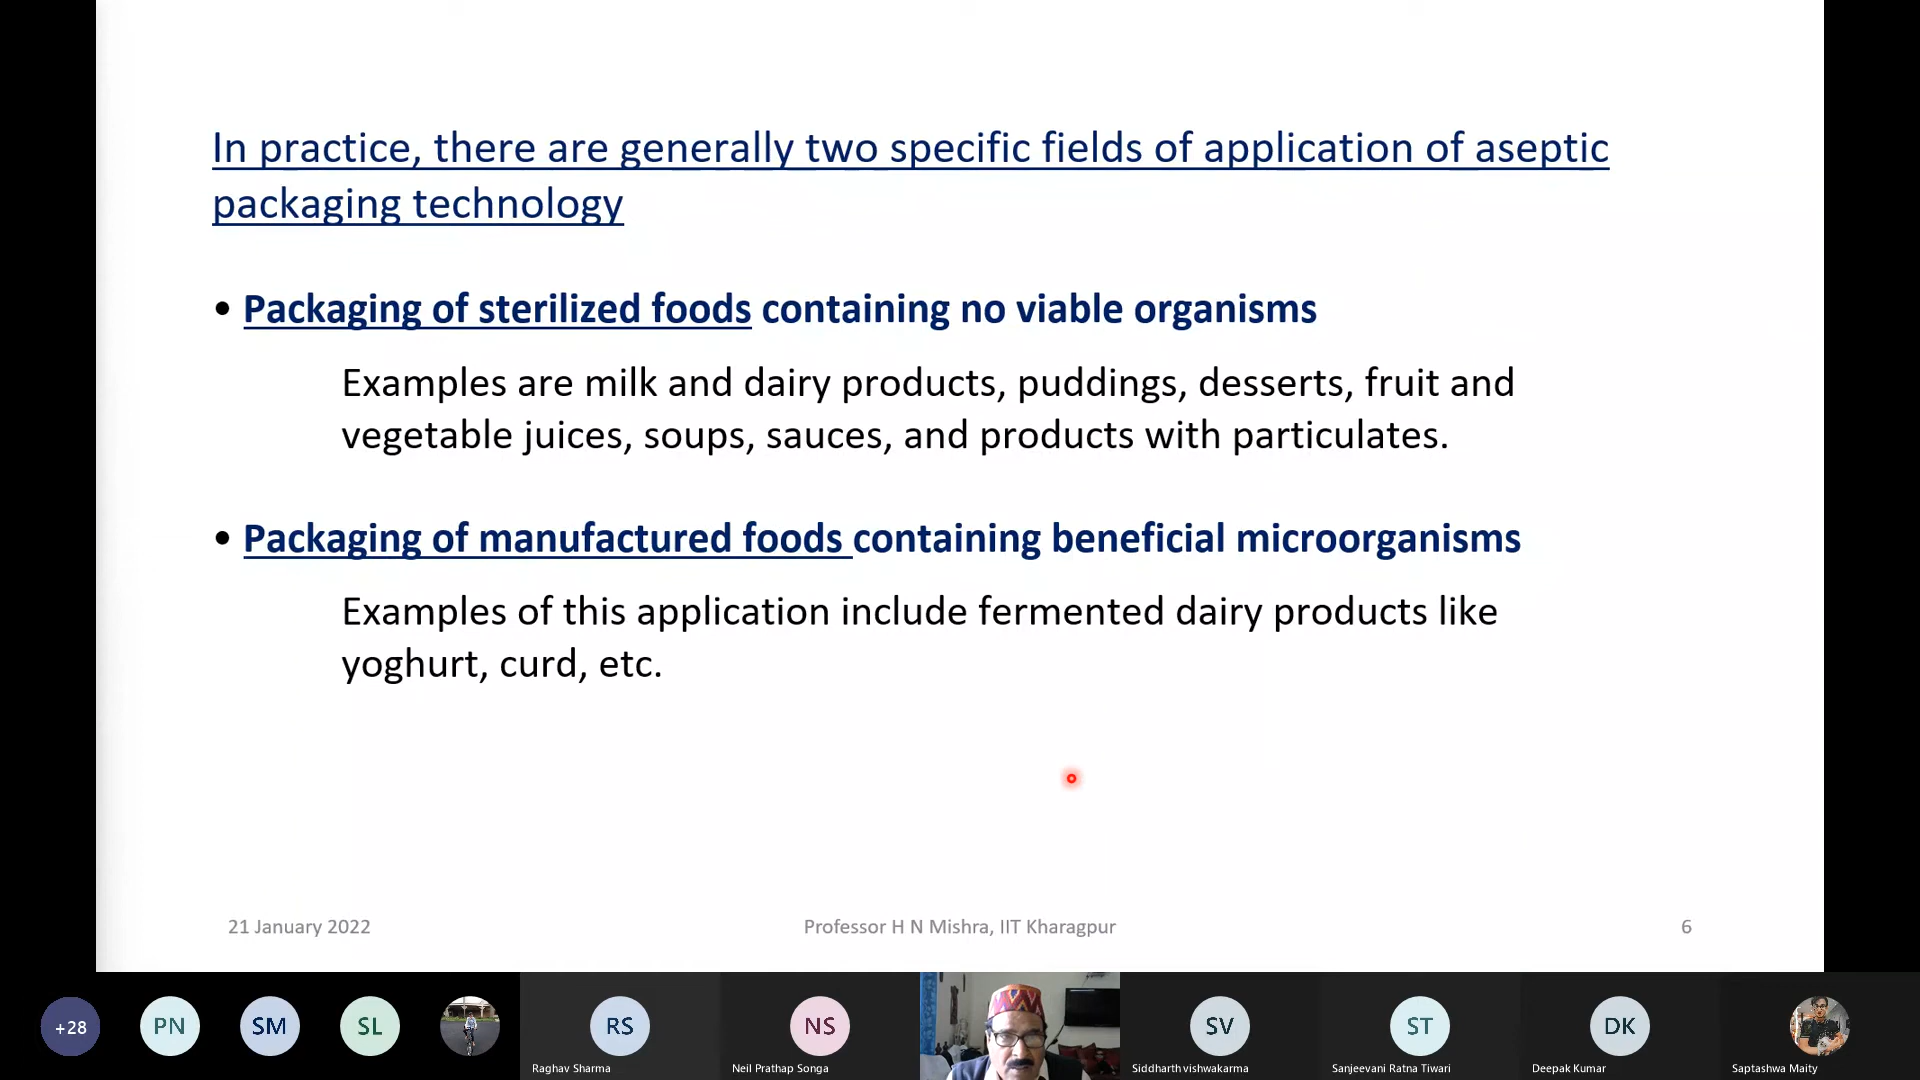 In practice, there are generally two specific fields of application of aseptic
packaging technology
• Packaging of sterilized foods containing no viable organisms
Examples are milk and dairy products, puddings, desserts, fruit and
vegetable juices, soups, sauces, and products with particulates.
• Packaging of manufactured foods containing beneficial microorganisms
Examples of this application include fermented dairy products like
yoghurt, curd, etc.
21 January 2022
Professor H N Mishra, IIT Kharagpur
6
+28
PN
SM
SL
RS
NS
SV
ST
DK
Raghav Sharma
Neil Prathap Songa
Siddharth vishwakarma
Sanjeevani Ratna Tiwari
Deepak Kumar
Saptashwa Maity